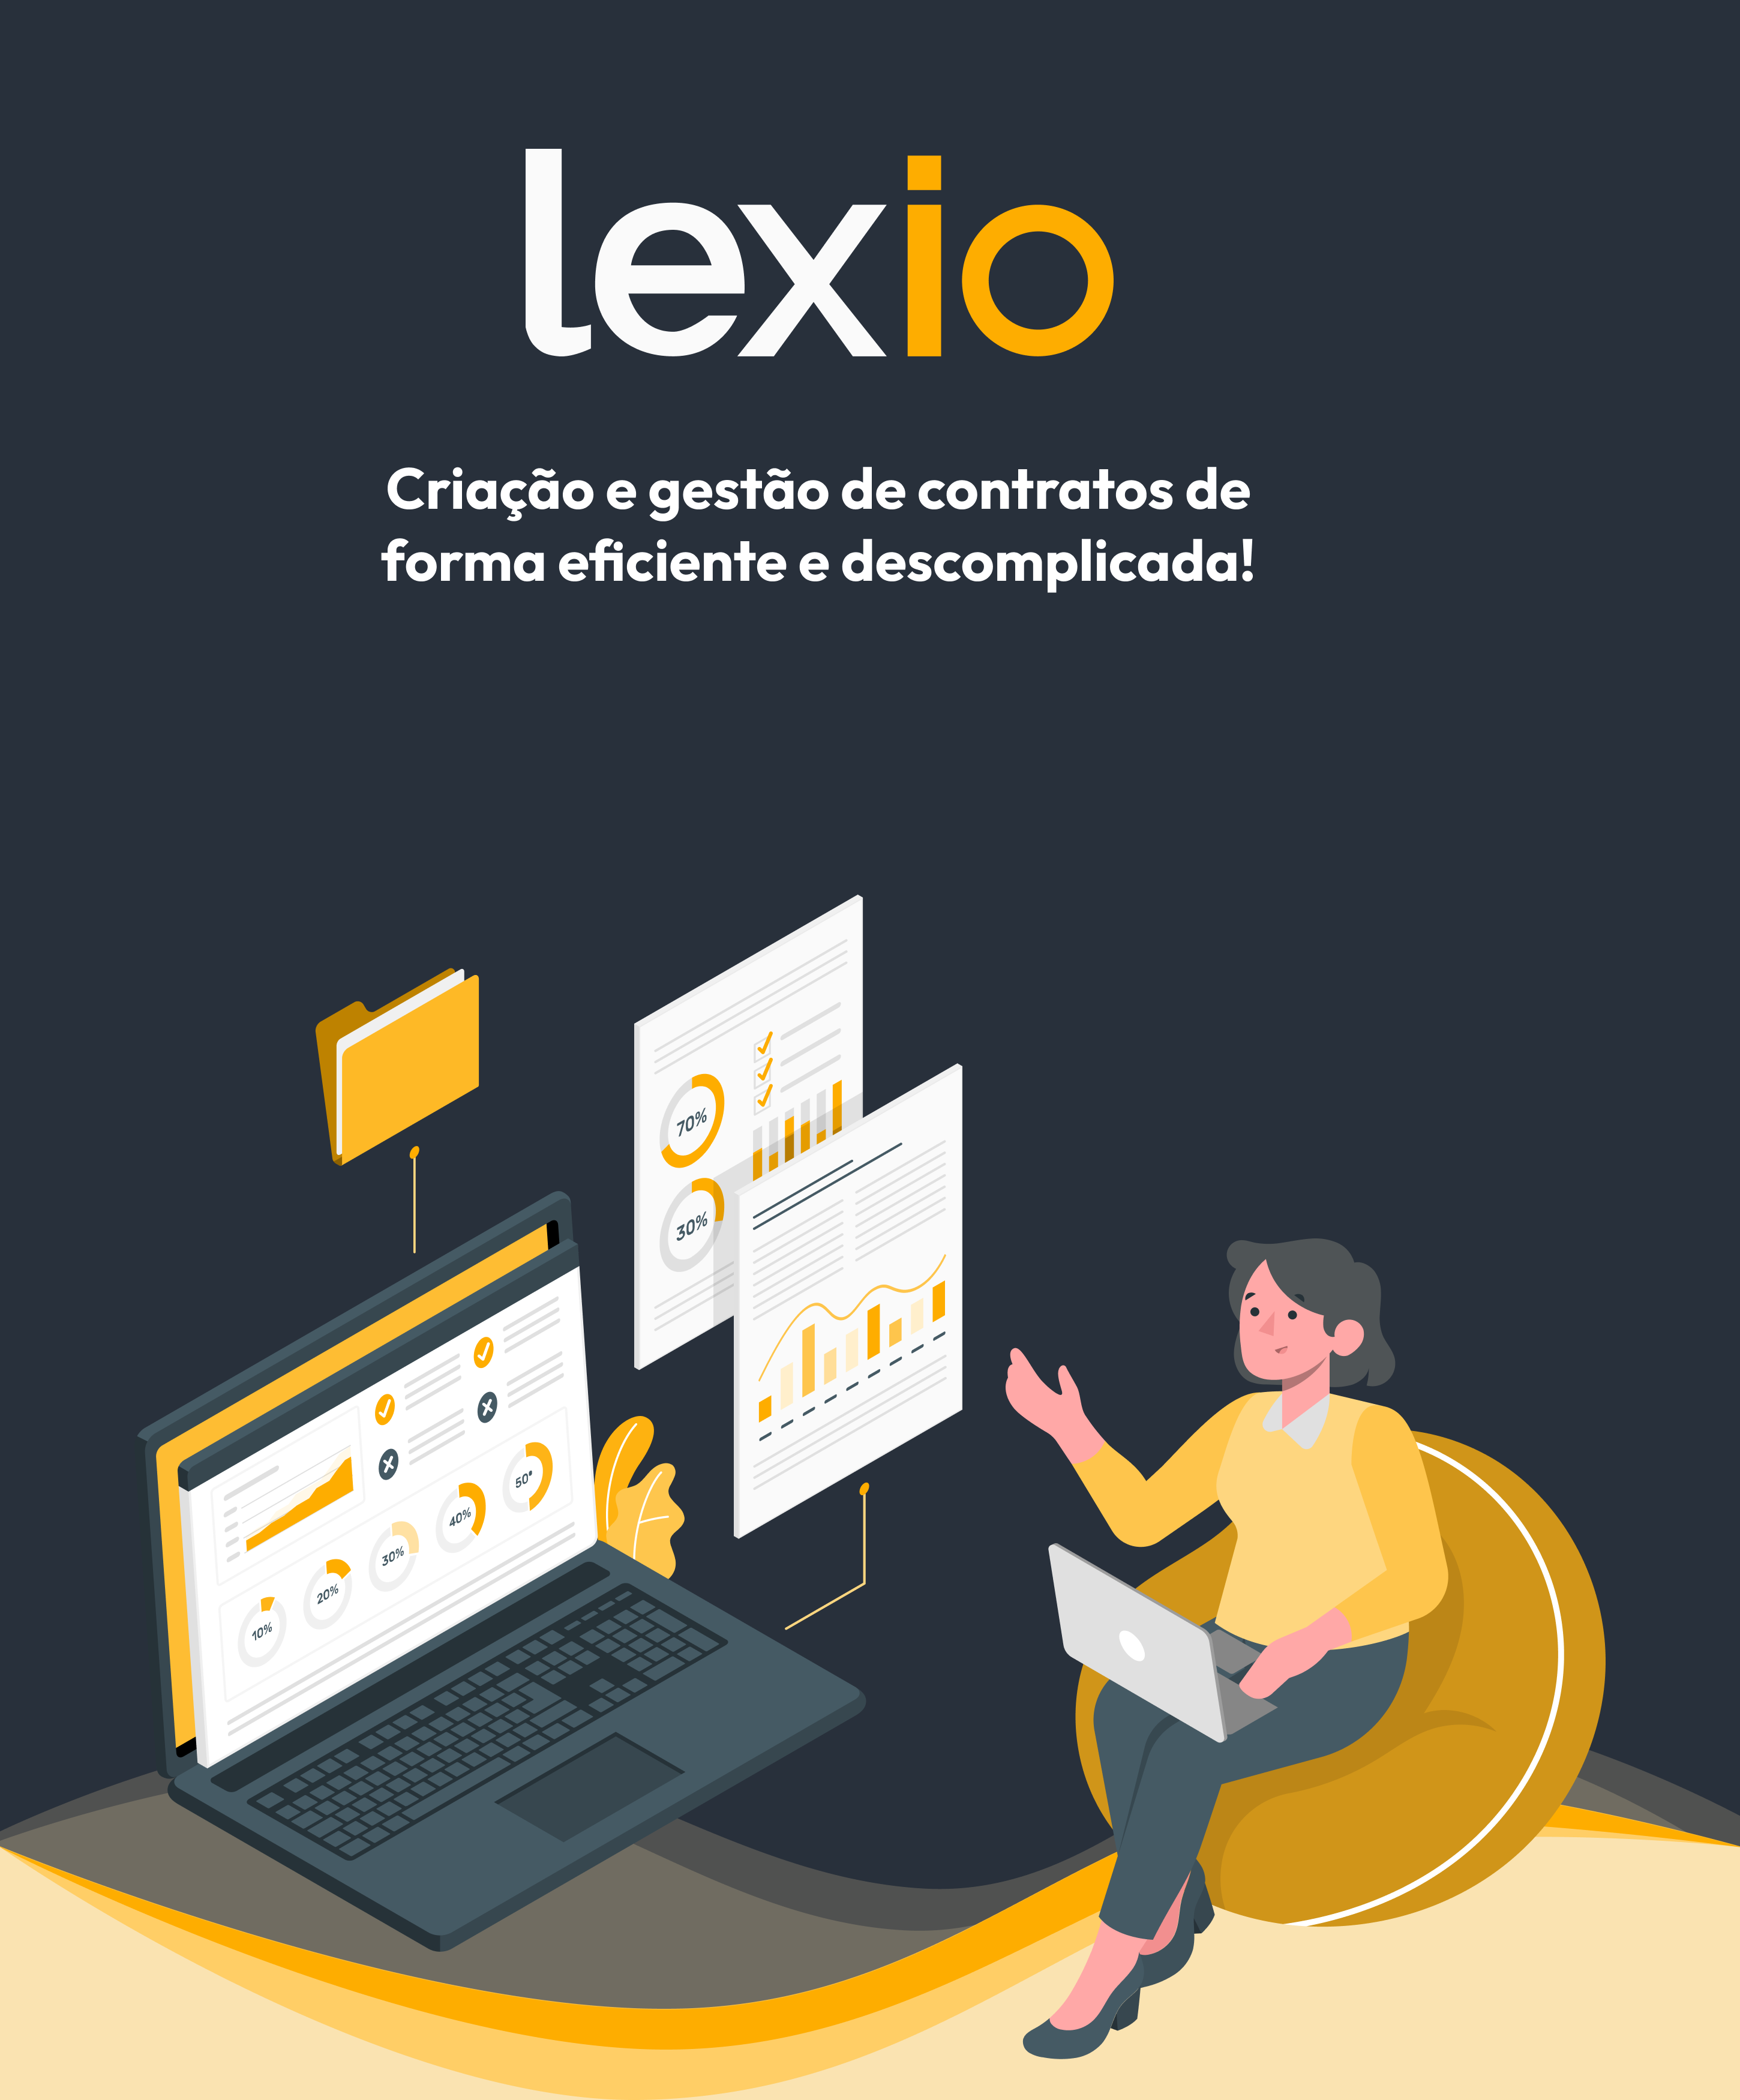 lexio
Criação e gestão de contratos de
forma eficiente e descomplicada!
70%
30%
10%
20%
30%
40%
50%